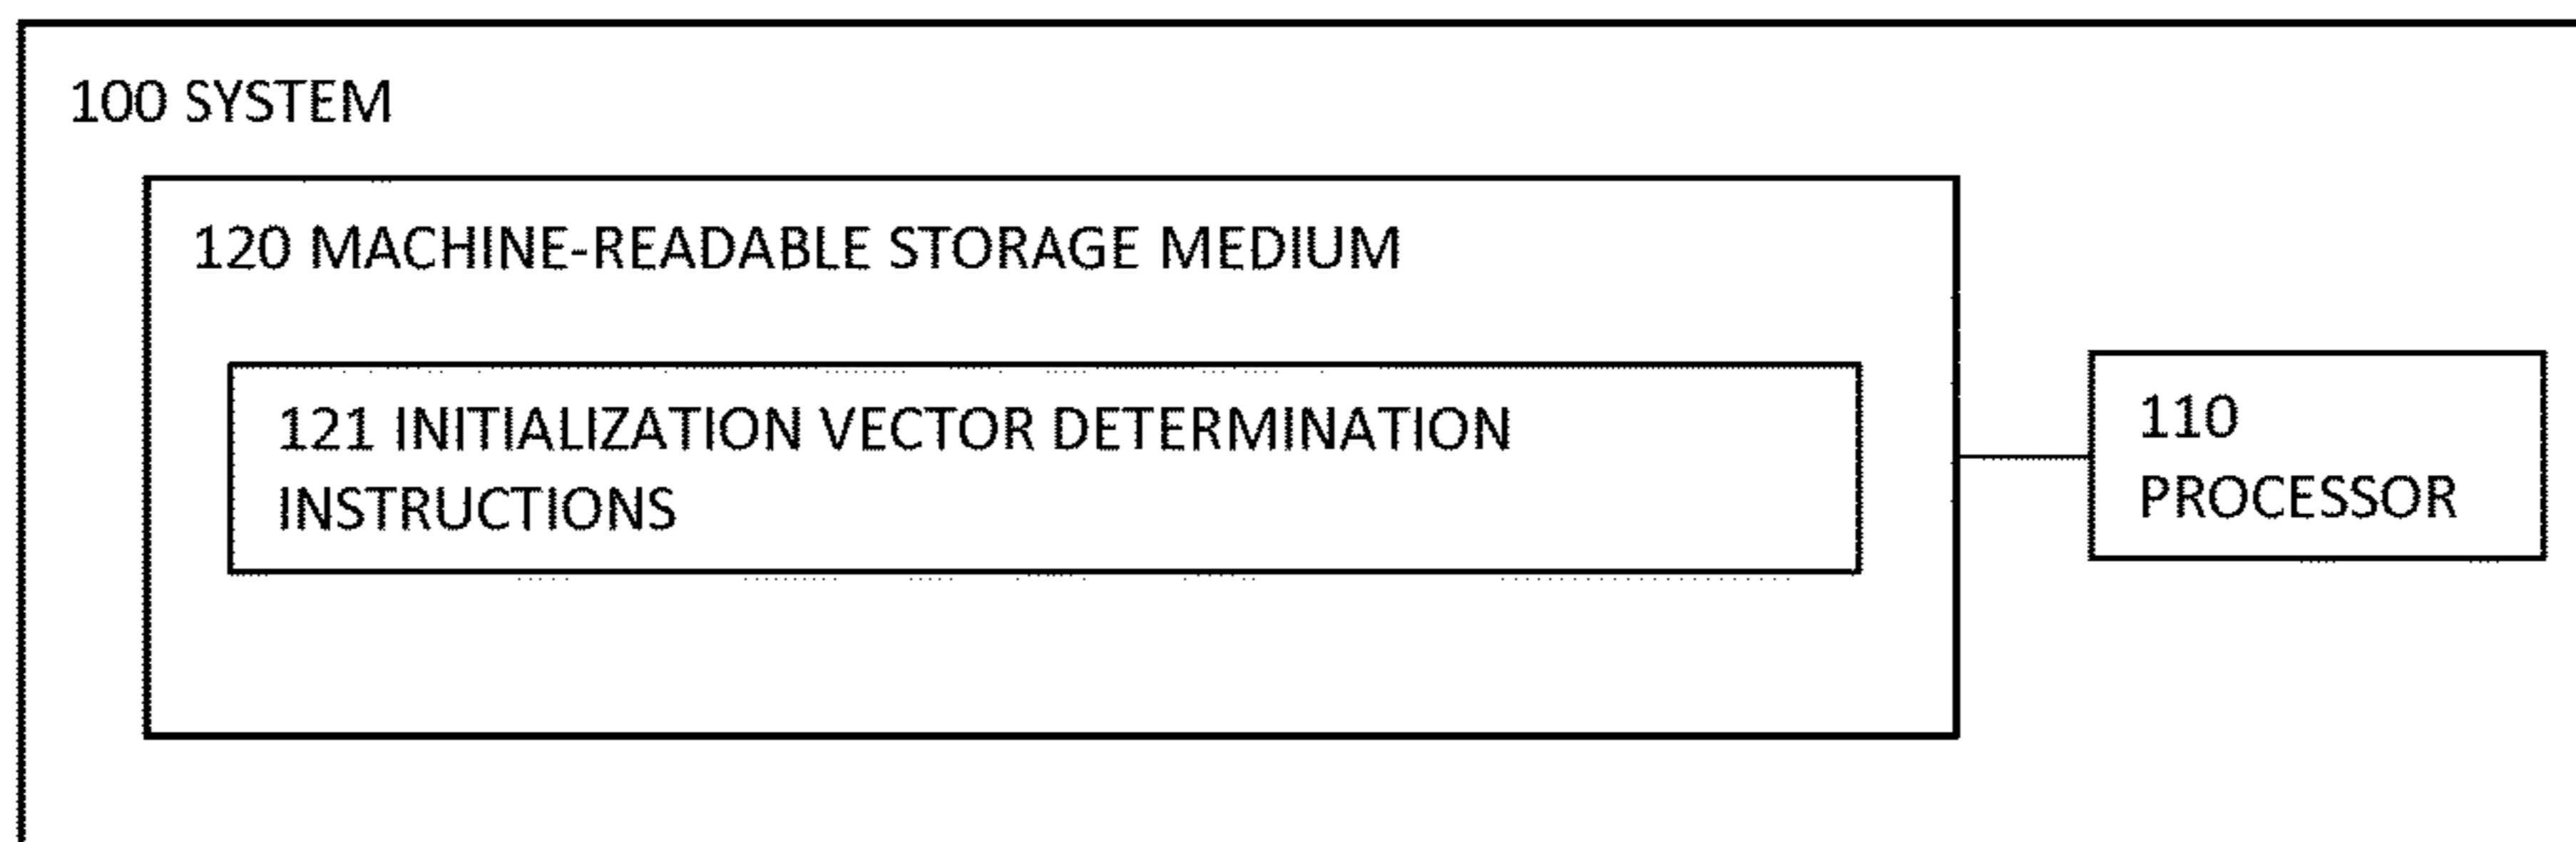 100 SYSTEM
120 MACHINE-READABLE STORAGE MEDIUM
121 INITIALIZATION VECTOR DETERMINATION
INSTRUCTIONS
110
PROCESSOR